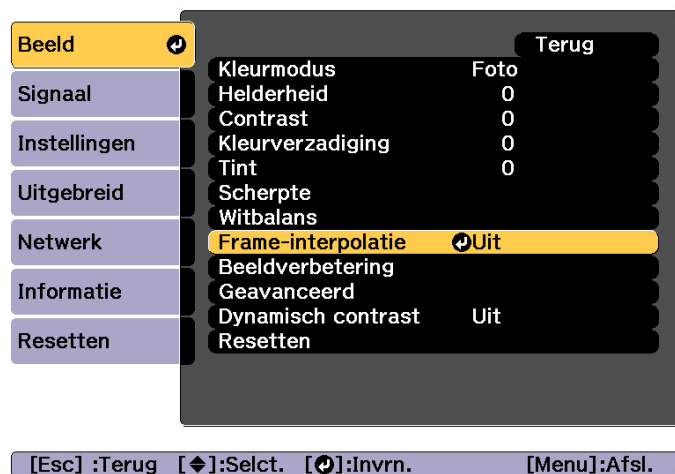 Beeld
Signaal
Instellingen
Uitgebreid
Netwerk
Informatie
Resetten
Terug
Kleurmodus Foto
Helderheid 0
Contrast 0
Kleurverzadiging 0
Tint 0
Scherpte
Witbalans
Frame-interpolatie Uit
Beeldverbetering
Geavanceerd
Dynamisch contrast Uit
Resetten
[Esc] :Terug [◆]:Selct. [↵]:Invrn. [Menu]:Afsl.